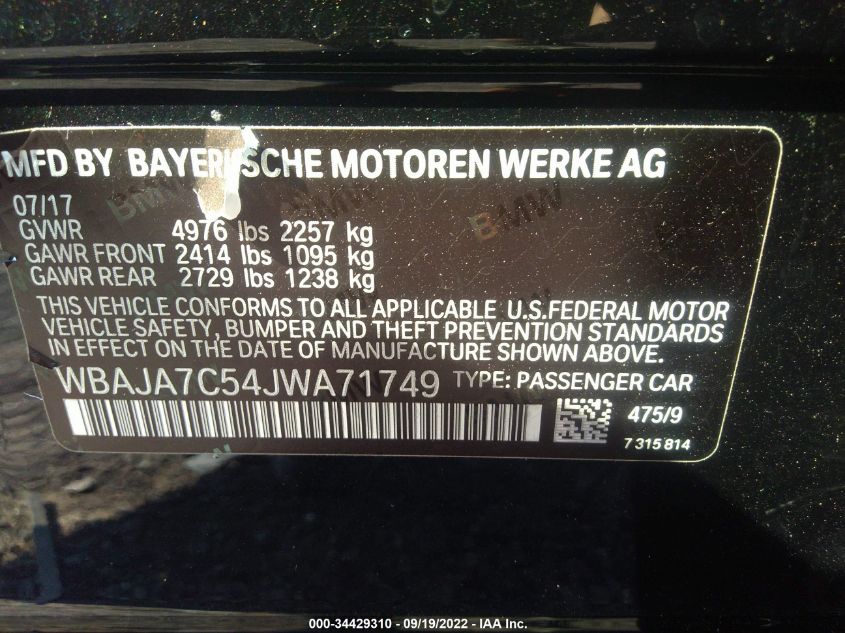 MFD BY BAYERISCHE MOTOREN WERKE AG
07/17
GVWR 4976 lbs 2257 kg
GAWR FRONT 2414 lbs 1095 kg
GAWR REAR 2729 lbs 1238 kg
THIS VEHICLE CONFORMS TO ALL APPLICABLE U.S.FEDERAL MOTOR
VEHICLE SAFETY, BUMPER AND THEFT PREVENTION STANDARDS
IN EFFECT ON THE DATE OF MANUFACTURE SHOWN ABOVE.
WBAJA7C54JWA71749 TYPE: PASSENGER CAR
475/9
7 315 814
BMW
BMW
000-34429310 - 09/19/2022 - IAA Inc.